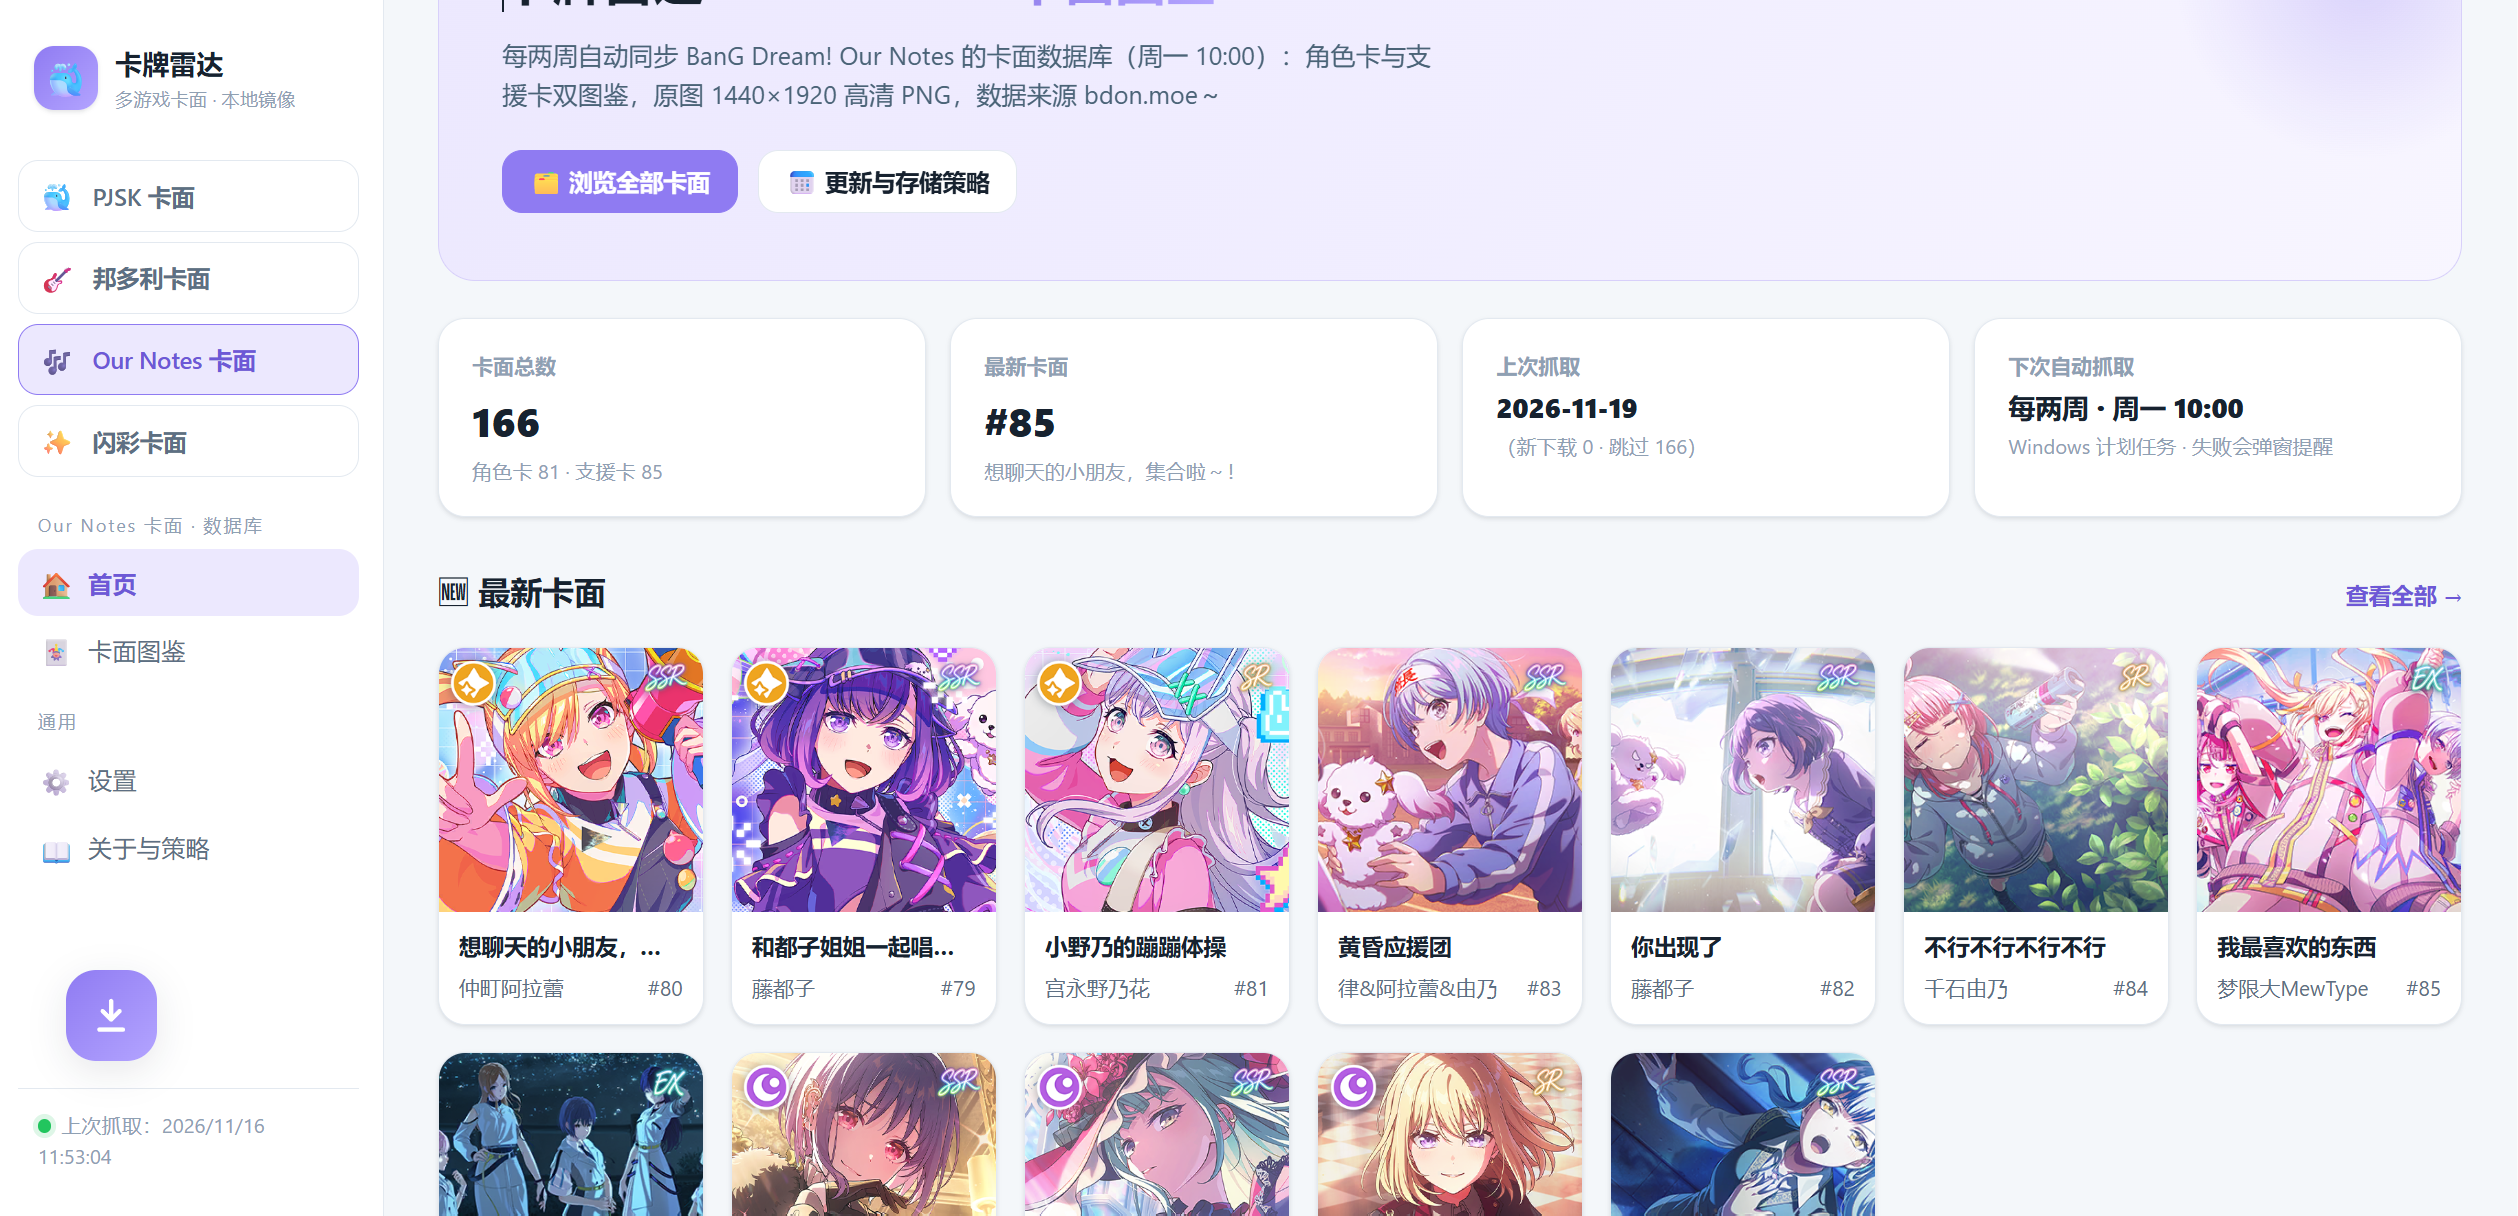 卡牌雷达
多游戏卡面 · 本地镜像
PJSK 卡面
邦多利卡面
Our Notes 卡面
闪彩卡面
Our Notes 卡面 · 数据库
首页
卡面图鉴
通用
设置
关于与策略
上次抓取：2026/11/16
11:53:04
每两周自动同步 BanG Dream! Our Notes 的卡面数据库（周一 10:00）：角色卡与支
援卡双图鉴，原图 1440×1920 高清 PNG，数据来源 bdon.moe～
浏览全部卡面
更新与存储策略
卡面总数
166
角色卡 81 · 支援卡 85
最新卡面
#85
想聊天的小朋友，集合啦～！
上次抓取
2026-11-19
（新下载 0 · 跳过 166）
下次自动抓取
每两周 · 周一 10:00
Windows 计划任务 · 失败会弹窗提醒
NEW 最新卡面
查看全部 →
SSR
想聊天的小朋友，...
仲町阿拉蕾 #80
SSR
和都子姐姐一起唱...
藤都子 #79
SR
小野乃的蹦蹦体操
宫永野乃花 #81
SSR
黄昏应援团
律&阿拉蕾&由乃 #83
SSR
你出现了
藤都子 #82
SR
不行不行不行不行
千石由乃 #84
EX
我最喜欢的东西
梦限大MewType #85
EX
SSR
SSR
SR
SSR